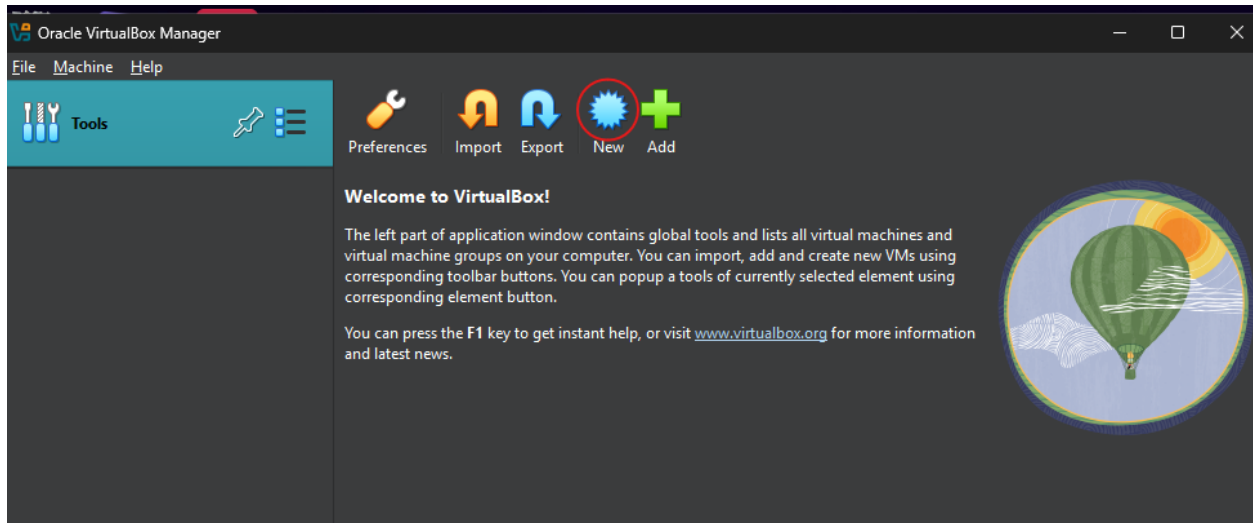 Oracle VirtualBox Manager
File Machine Help
Tools
Preferences Import Export New Add
Welcome to VirtualBox!
The left part of application window contains global tools and lists all virtual machines and
virtual machine groups on your computer. You can import, add and create new VMs using
corresponding toolbar buttons. You can popup a tools of currently selected element using
corresponding element button.
You can press the F1 key to get instant help, or visit www.virtualbox.org for more information
and latest news.